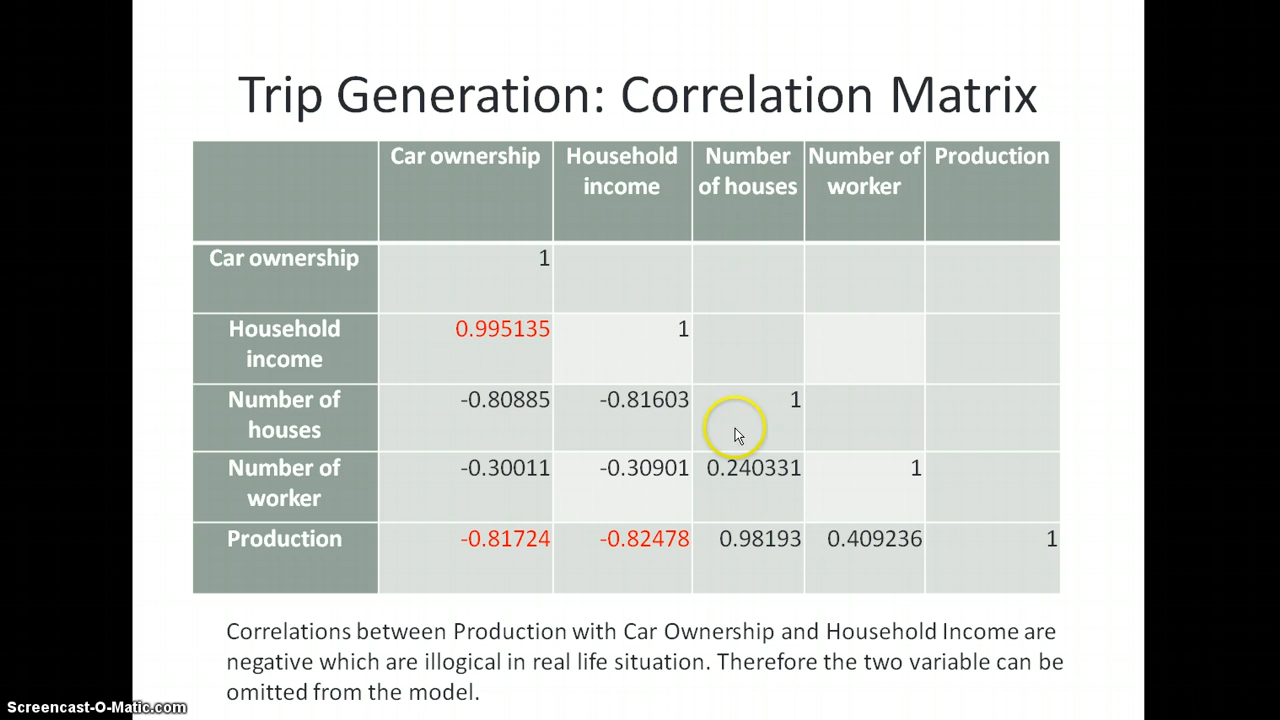 Trip Generation: Correlation Matrix
Car ownership Household income Number of houses Number of worker Production
Car ownership 1
Household income 0.995135 1
Number of houses -0.80885 -0.81603 1
Number of worker -0.30011 -0.30901 0.240331 1
Production -0.81724 -0.82478 0.98193 0.409236 1
Correlations between Production with Car Ownership and Household Income are
negative which are illogical in real life situation. Therefore the two variable can be
omitted from the model.
Screencast-O-Matic.com